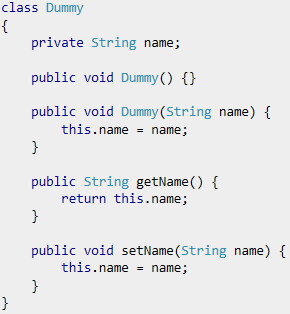 class Dummy
{
    private String name;

    public void Dummy() {}

    public void Dummy(String name) {
        this.name = name;
    }

    public String getName() {
        return this.name;
    }

    public void setName(String name) {
        this.name = name;
    }
}